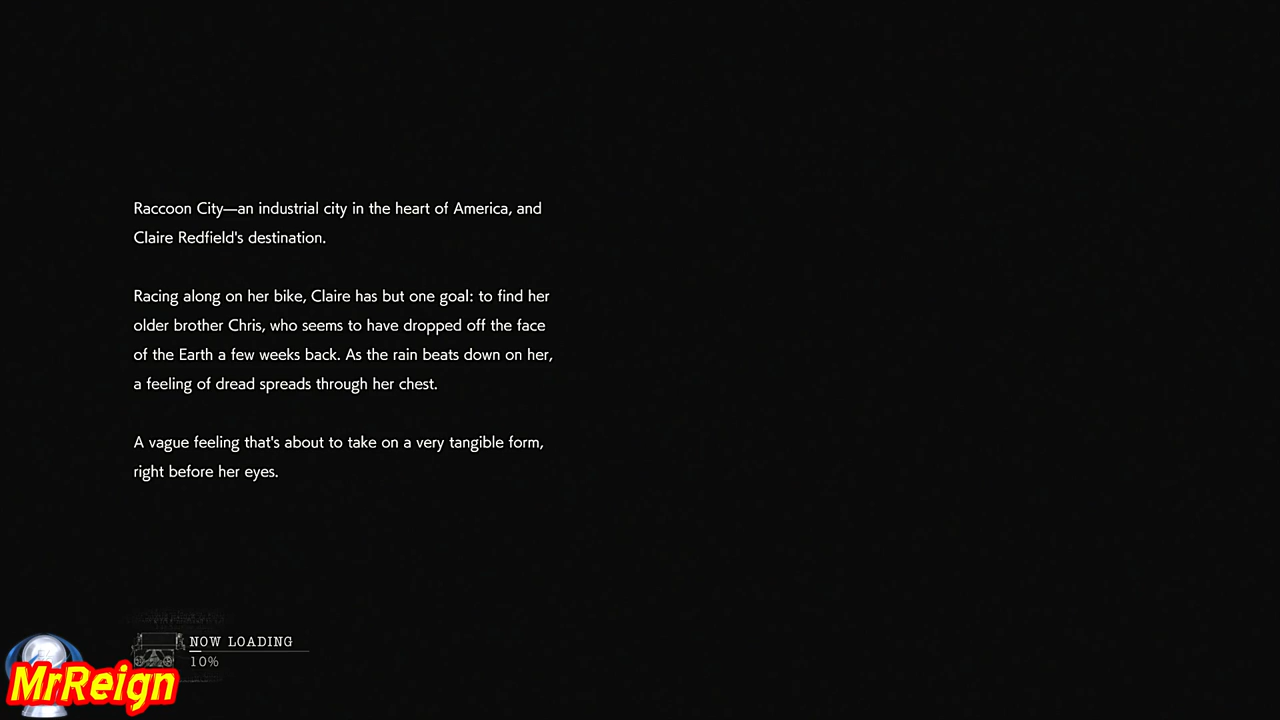 Raccoon City—an industrial city in the heart of America, and
Claire Redfield's destination.
Racing along on her bike, Claire has but one goal: to find her
older brother Chris, who seems to have dropped off the face
of the Earth a few weeks back. As the rain beats down on her,
a feeling of dread spreads through her chest.
A vague feeling that's about to take on a very tangible form,
right before her eyes.
NOW LOADING
10%
MrReign